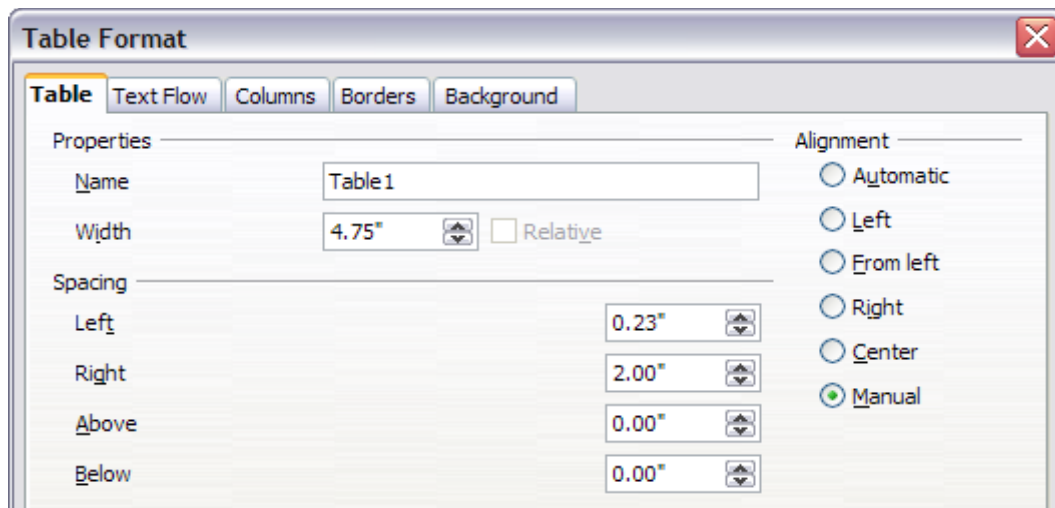 Table Format
Table Text Flow Columns Borders Background
Properties
Name Table1
Width 4.75" Relative
Spacing
Left 0.23"
Right 2.00"
Above 0.00"
Below 0.00"
Alignment
Automatic
Left
From left
Right
Center
Manual